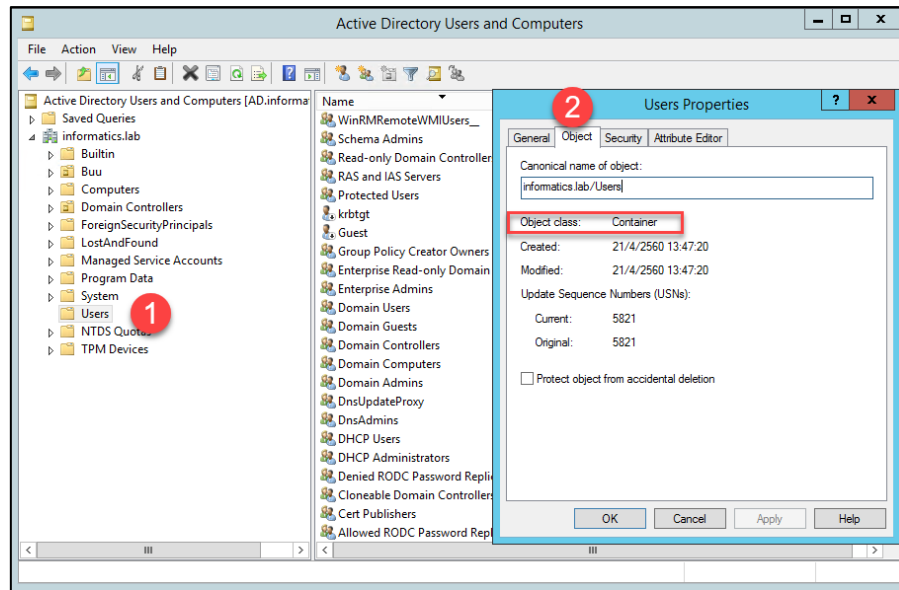 Active Directory Users and Computers
File Action View Help
Active Directory Users and Computers [AD.informa
Saved Queries
informatics.lab
Builtin
Buu
Computers
Domain Controllers
ForeignSecurityPrincipals
LostAndFound
Managed Service Accounts
Program Data
System
Users
1
NTDS Quotas
TPM Devices
Name
WinRMRemoteWMIUsers__
Schema Admins
Read-only Domain Controller
RAS and IAS Servers
Protected Users
krbtgt
Guest
Group Policy Creator Owners
Enterprise Read-only Domain
Enterprise Admins
Domain Users
Domain Guests
Domain Controllers
Domain Computers
Domain Admins
DnsUpdateProxy
DnsAdmins
DHCP Users
DHCP Administrators
Denied RODC Password Replic
Cloneable Domain Controllers
Cert Publishers
Allowed RODC Password Repl
2
Users Properties
General Object Security Attribute Editor
Canonical name of object:
informatics.lab/Users
Object class: Container
Created: 21/4/2560 13:47:20
Modified: 21/4/2560 13:47:20
Update Sequence Numbers (USNs):
Current: 5821
Original: 5821
Protect object from accidental deletion
OK Cancel Apply Help